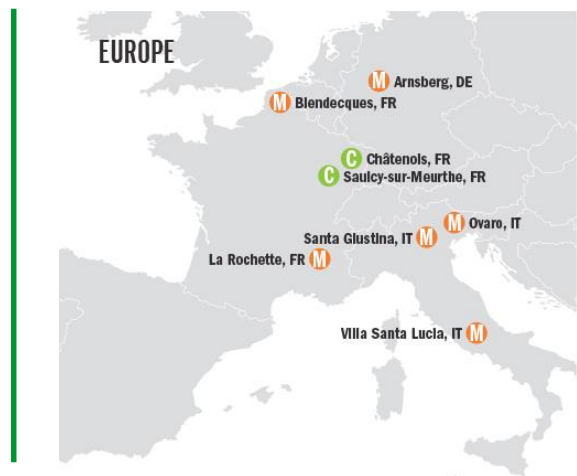 EUROPE
M Arnsberg, DE
M Blendecques, FR
C Châtenois, FR
C Saulcy-sur-Meurthe, FR
M Ovaro, IT
Santa Giustina, IT M
La Rochette, FR M
Villa Santa Lucia, IT M